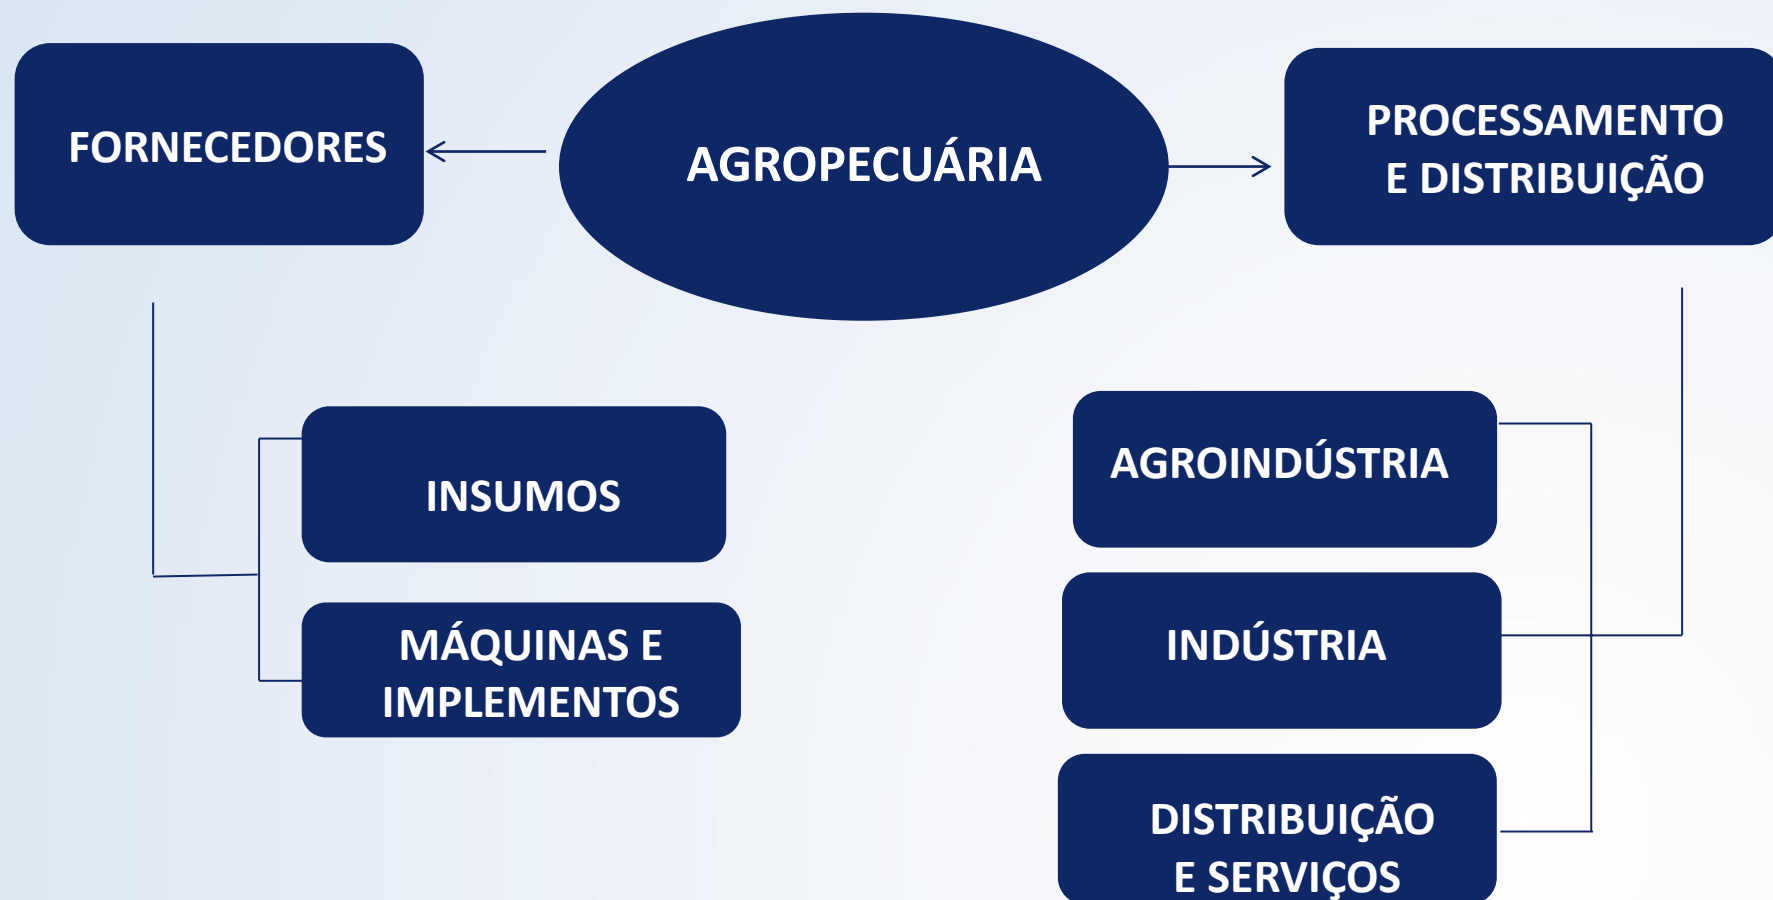 FORNECEDORES
AGROPECUÁRIA
PROCESSAMENTO
E DISTRIBUIÇÃO
INSUMOS
MÁQUINAS E
IMPLEMENTOS
AGROINDÚSTRIA
INDÚSTRIA
DISTRIBUIÇÃO
E SERVIÇOS